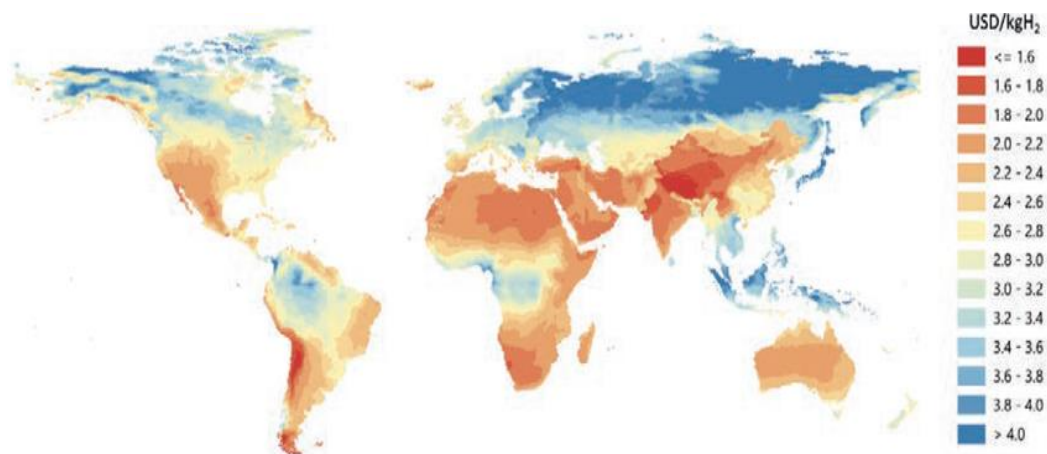 USD/kgH₂
<= 1.6
1.6 - 1.8
1.8 - 2.0
2.0 - 2.2
2.2 - 2.4
2.4 - 2.6
2.6 - 2.8
2.8 - 3.0
3.0 - 3.2
3.2 - 3.4
3.4 - 3.6
3.6 - 3.8
3.8 - 4.0
> 4.0